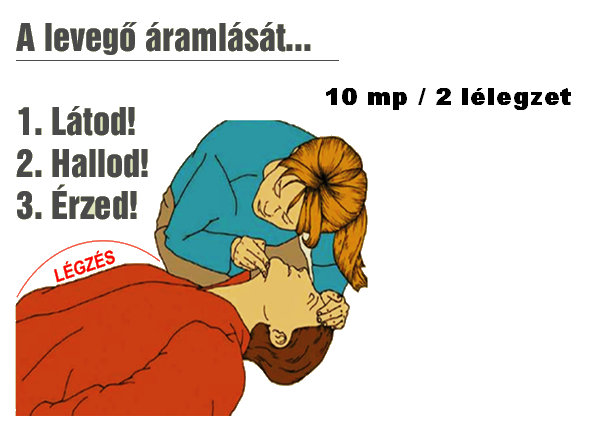 A levegő áramlását...
10 mp / 2 lélegzet
1. Látod!
2. Hallod!
3. Érzed!
LÉGZÉS